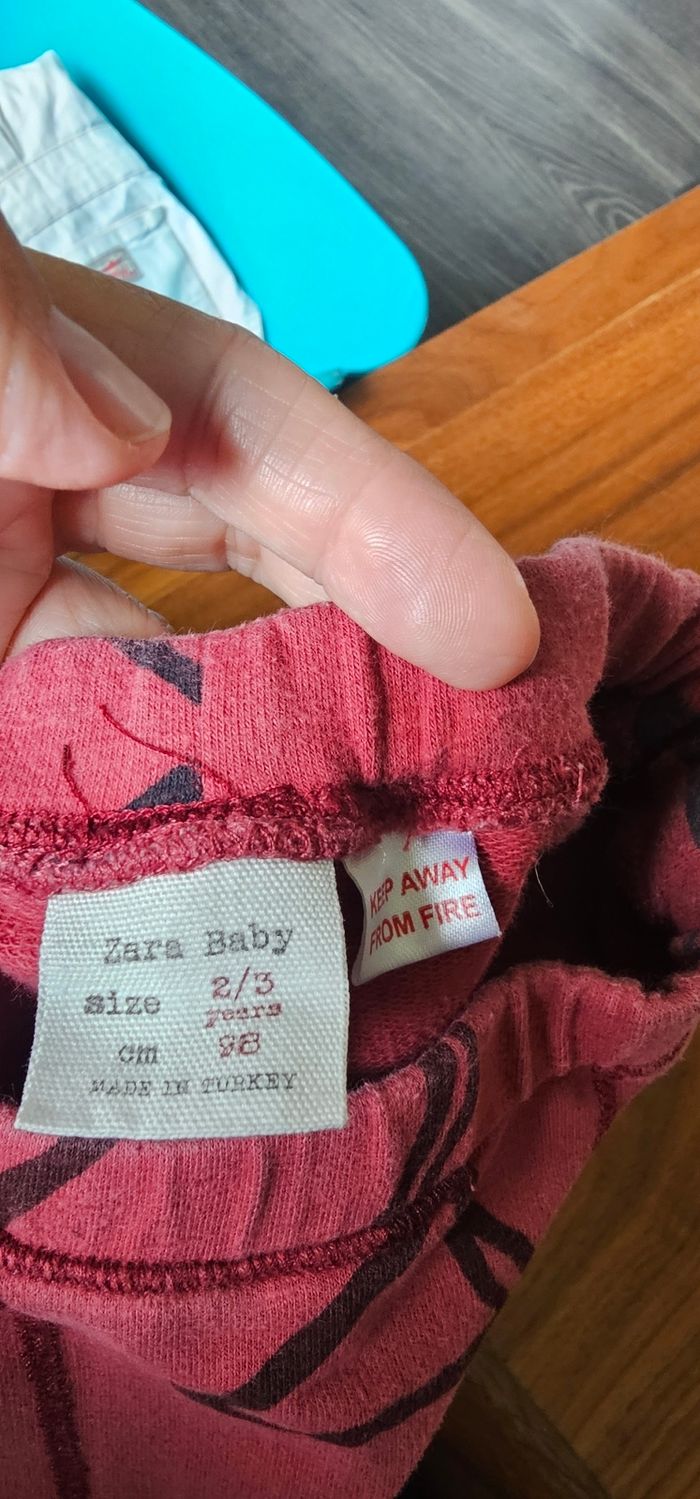 Zara Baby
size 2/3
years
cm 98
MADE IN TURKEY
KEEP AWAY
FROM FIRE